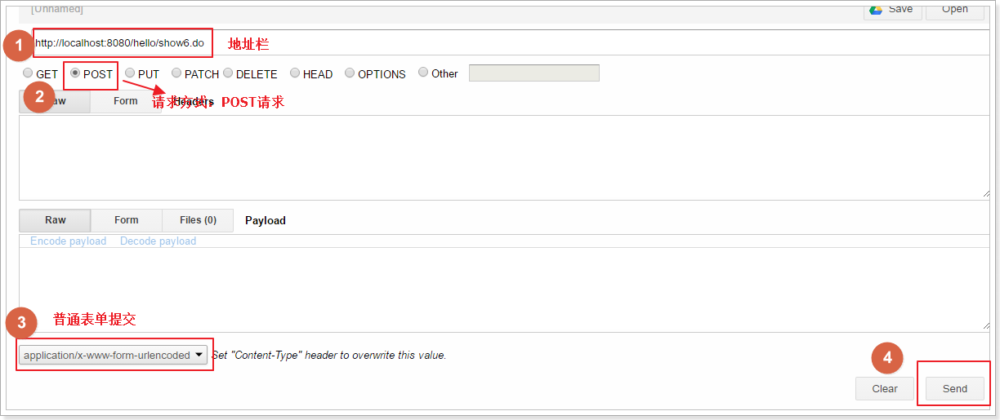 [Unnamed]
Save
Open
1
http://localhost:8080/hello/show6.do
地址栏
GET
POST
PUT
PATCH
DELETE
HEAD
OPTIONS
Other
2
Raw
Form
Headers
请求方式：POST请求
Raw
Form
Files (0)
Payload
Encode payload
Decode payload
3
普通表单提交
application/x-www-form-urlencoded
Set "Content-Type" header to overwrite this value.
4
Clear
Send